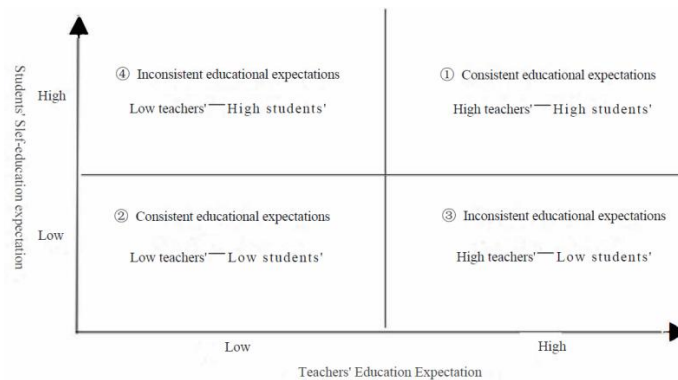 Students' Slef-education expectation
High
Low
④ Inconsistent educational expectations
Low teachers'—High students'
① Consistent educational expectations
High teachers'—High students'
② Consistent educational expectations
Low teachers'—Low students'
③ Inconsistent educational expectations
High teachers'—Low students'
Low
High
Teachers' Education Expectation